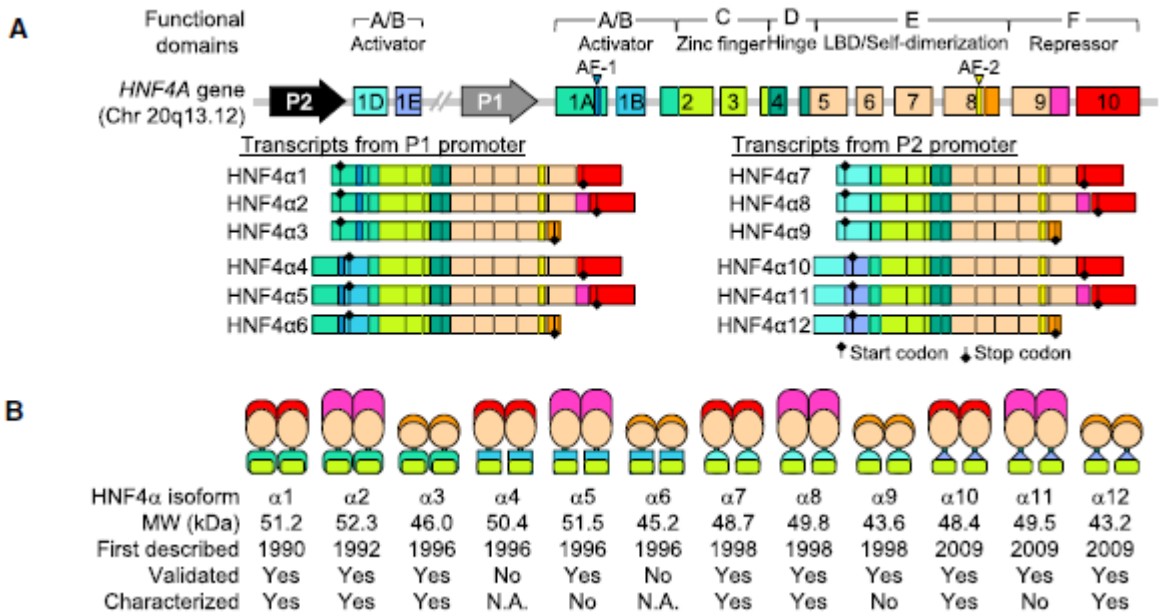 A
Functional domains
A/B Activator
A/B Activator
C Zinc finger
D Hinge
E LBD/Self-dimerization
F Repressor
AF-1
AF-2
HNF4A gene (Chr 20q13.12)
P2 1D 1E // P1 1A 1B 2 3 4 5 6 7 8 9 10
Transcripts from P1 promoter
HNF4α1
HNF4α2
HNF4α3
HNF4α4
HNF4α5
HNF4α6
Transcripts from P2 promoter
HNF4α7
HNF4α8
HNF4α9
HNF4α10
HNF4α11
HNF4α12
Start codon Stop codon
B
HNF4α isoform α1 α2 α3 α4 α5 α6 α7 α8 α9 α10 α11 α12
MW (kDa) 51.2 52.3 46.0 50.4 51.5 45.2 48.7 49.8 43.6 48.4 49.5 43.2
First described 1990 1992 1996 1996 1996 1996 1998 1998 1998 2009 2009 2009
Validated Yes Yes Yes No Yes No Yes Yes Yes Yes Yes Yes
Characterized Yes Yes Yes N.A. No N.A. Yes Yes No Yes No Yes